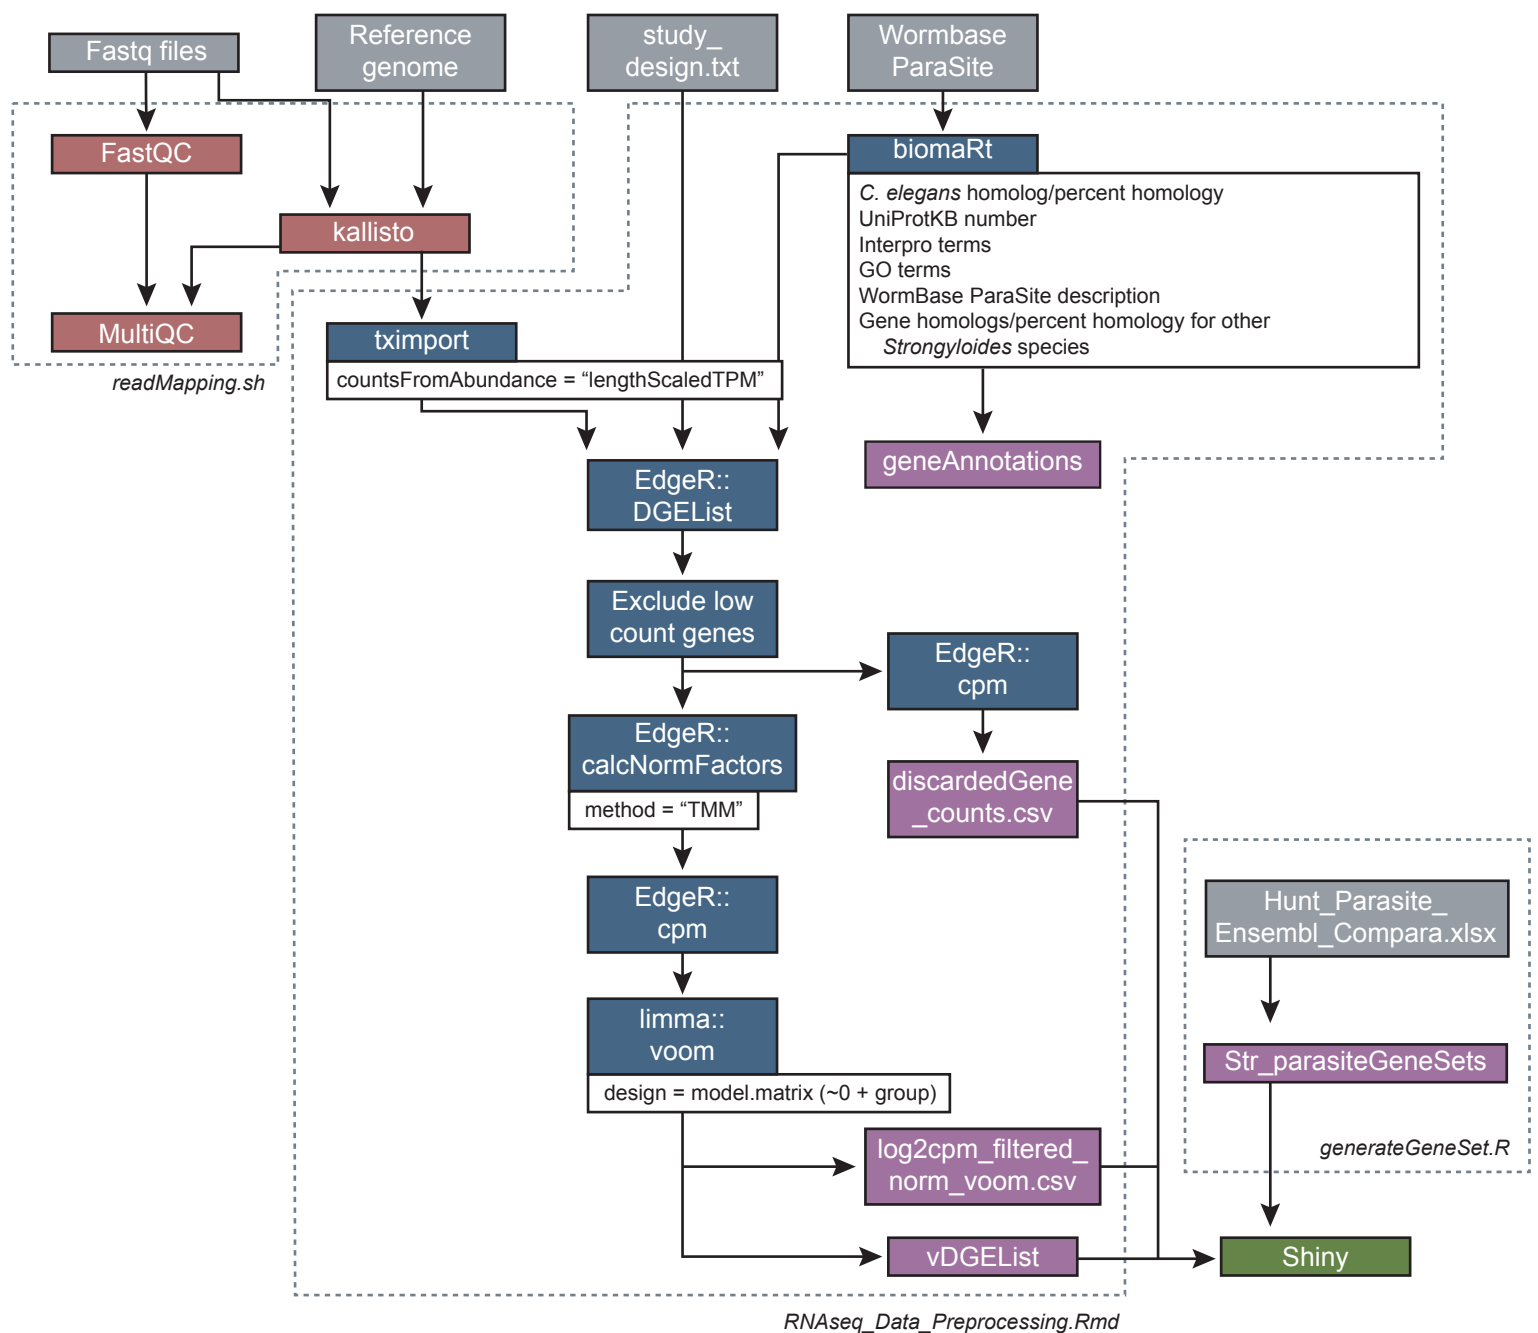 Fastq files
Reference
genome
study_
design.txt
Wormbase
ParaSite
FastQC
biomaRt
C. elegans homolog/percent homology
UniProtKB number
Interpro terms
GO terms
WormBase ParaSite description
Gene homologs/percent homology for other
Strongyloides species
kallisto
MultiQC
readMapping.sh
tximport
countsFromAbundance = “lengthScaledTPM”
geneAnnotations
EdgeR::
DGEList
Exclude low
count genes
EdgeR::
cpm
EdgeR::
calcNormFactors
method = “TMM”
discardedGene
_counts.csv
EdgeR::
cpm
Hunt_Parasite_
Ensembl_Compara.xlsx
limma::
voom
design = model.matrix (~0 + group)
Str_parasiteGeneSets
log2cpm_filtered_
norm_voom.csv
generateGeneSet.R
vDGEList
Shiny
RNAseq_Data_Preprocessing.Rmd